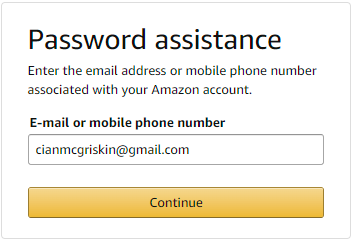 Password assistance
Enter the email address or mobile phone number
associated with your Amazon account.
E-mail or mobile phone number
cianmcgriskin@gmail.com
Continue